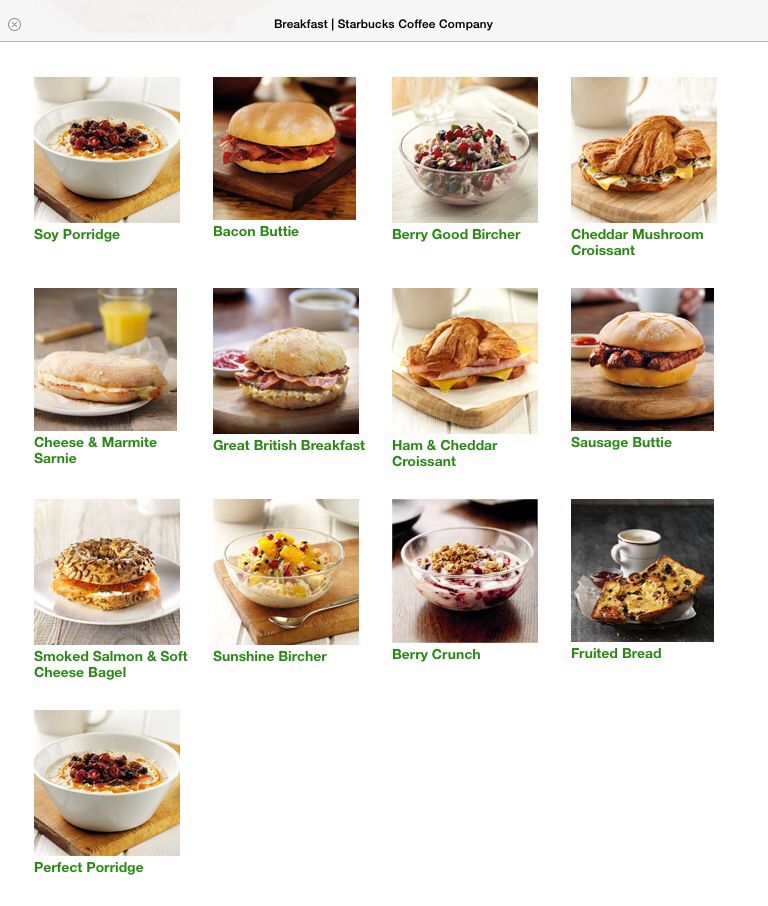 Breakfast | Starbucks Coffee Company
Soy Porridge
Bacon Buttie
Berry Good Bircher
Cheddar Mushroom
Croissant
Cheese & Marmite
Sarnie
Great British Breakfast
Ham & Cheddar
Croissant
Sausage Buttie
Smoked Salmon & Soft
Cheese Bagel
Sunshine Bircher
Berry Crunch
Fruited Bread
Perfect Porridge